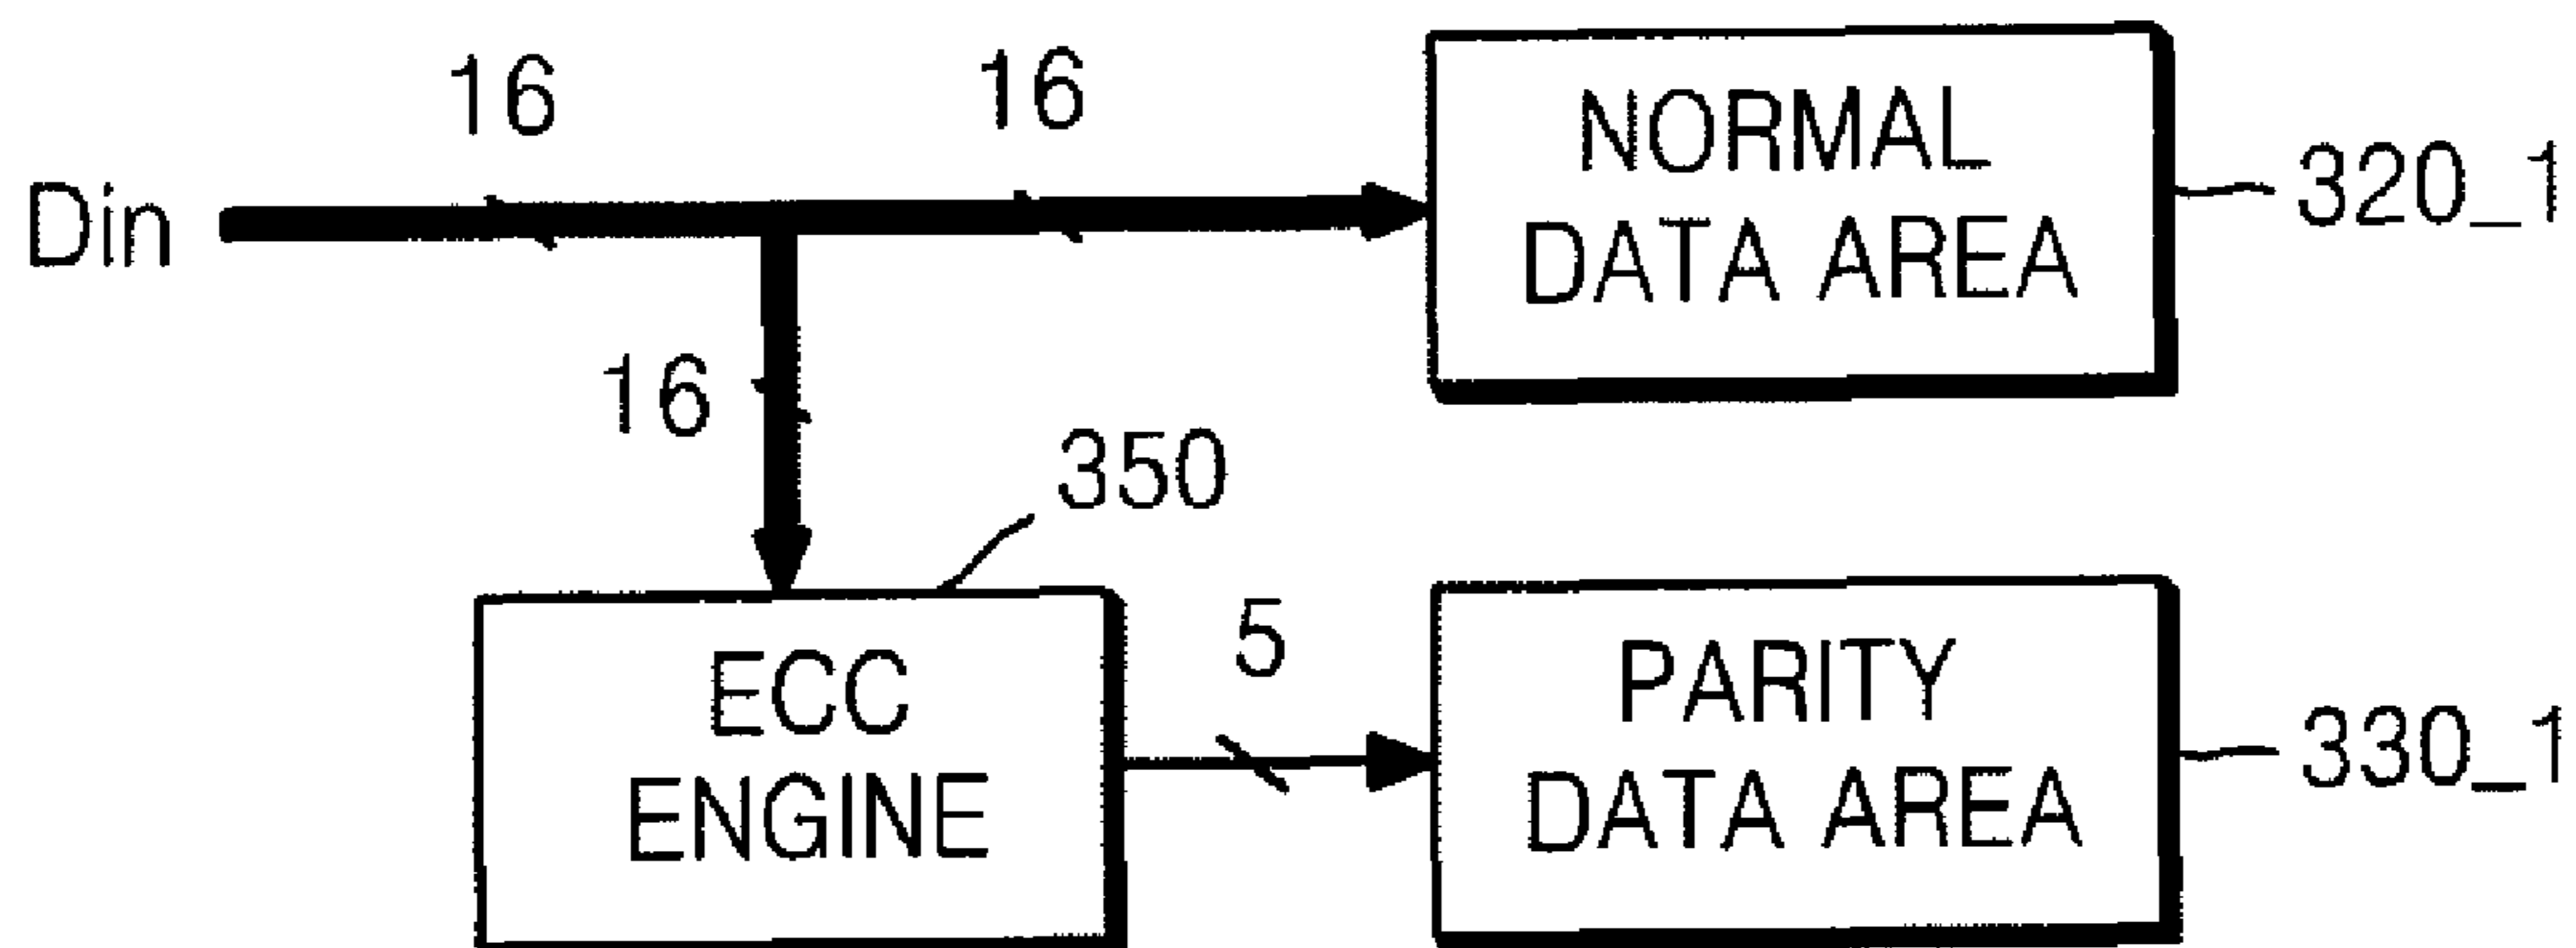 16
16
NORMAL
DATA AREA
320_1
Din
16
350
ECC
ENGINE
5
PARITY
DATA AREA
330_1